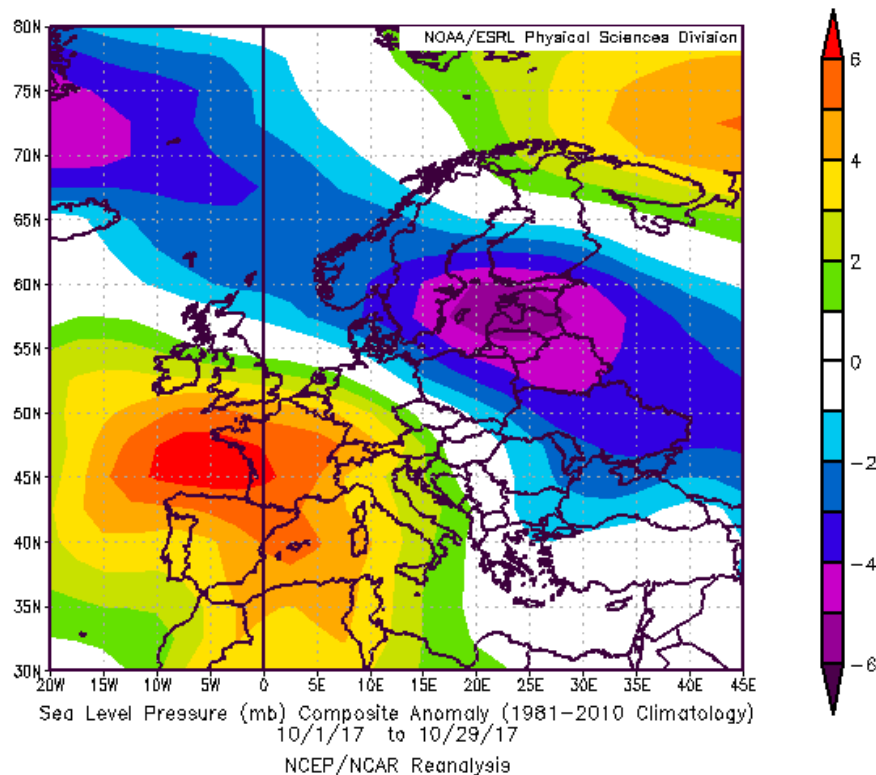 NOAA/ESRL Physical Sciences Division
80N
75N
70N
65N
60N
55N
50N
45N
40N
35N
30N
20W 15W 10W 5W 0 5E 10E 15E 20E 25E 30E 35E 40E 45E
6
4
2
0
-2
-4
-6
Sea Level Pressure (mb) Composite Anomaly (1981-2010 Climatology)
10/1/17 to 10/29/17
NCEP/NCAR Reanalysis